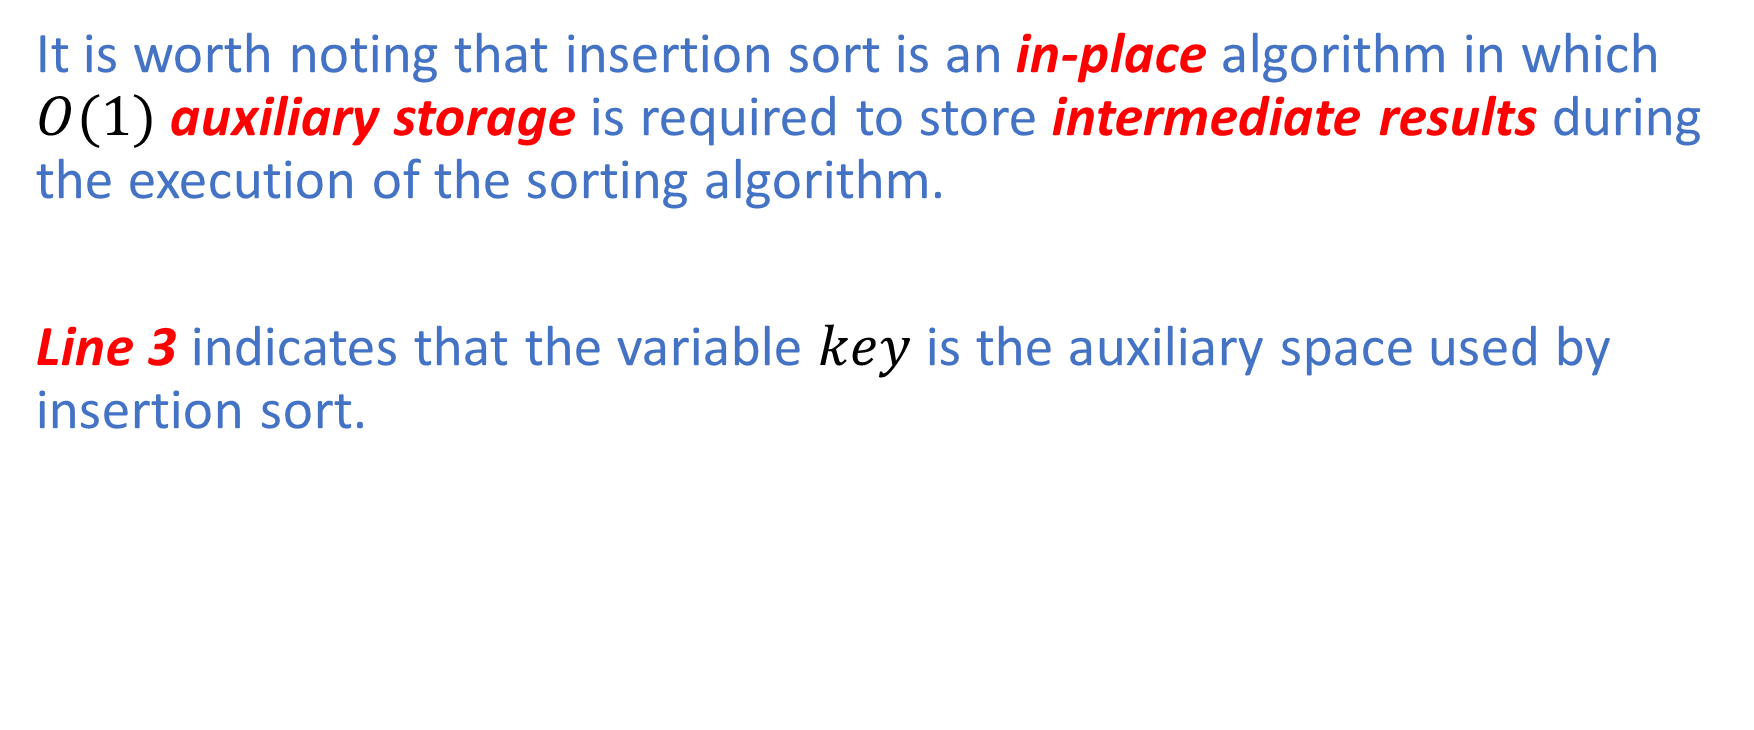 It is worth noting that insertion sort is an in-place algorithm in which
O(1) auxiliary storage is required to store intermediate results during
the execution of the sorting algorithm.
Line 3 indicates that the variable key is the auxiliary space used by
insertion sort.